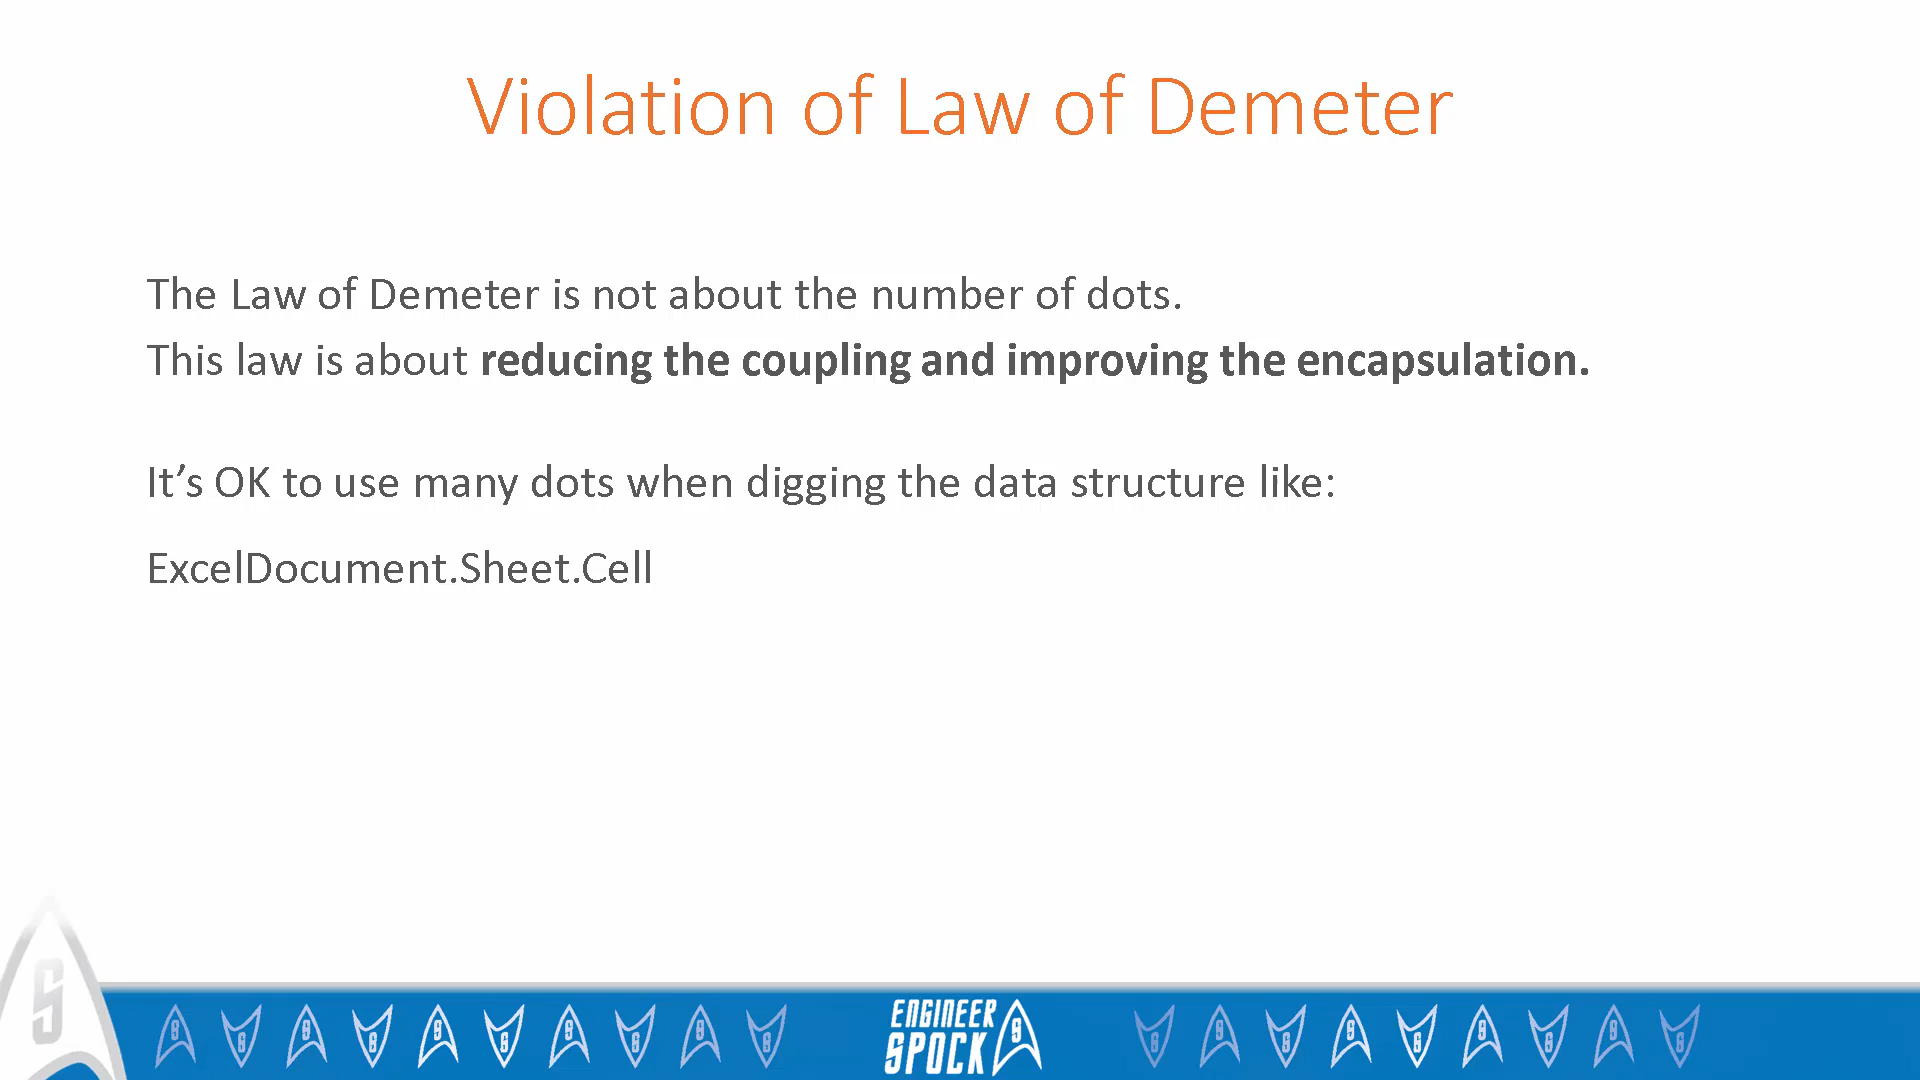 Violation of Law of Demeter
The Law of Demeter is not about the number of dots.
This law is about reducing the coupling and improving the encapsulation.
It’s OK to use many dots when digging the data structure like:
ExcelDocument.Sheet.Cell
ENGINEER
SPOCK